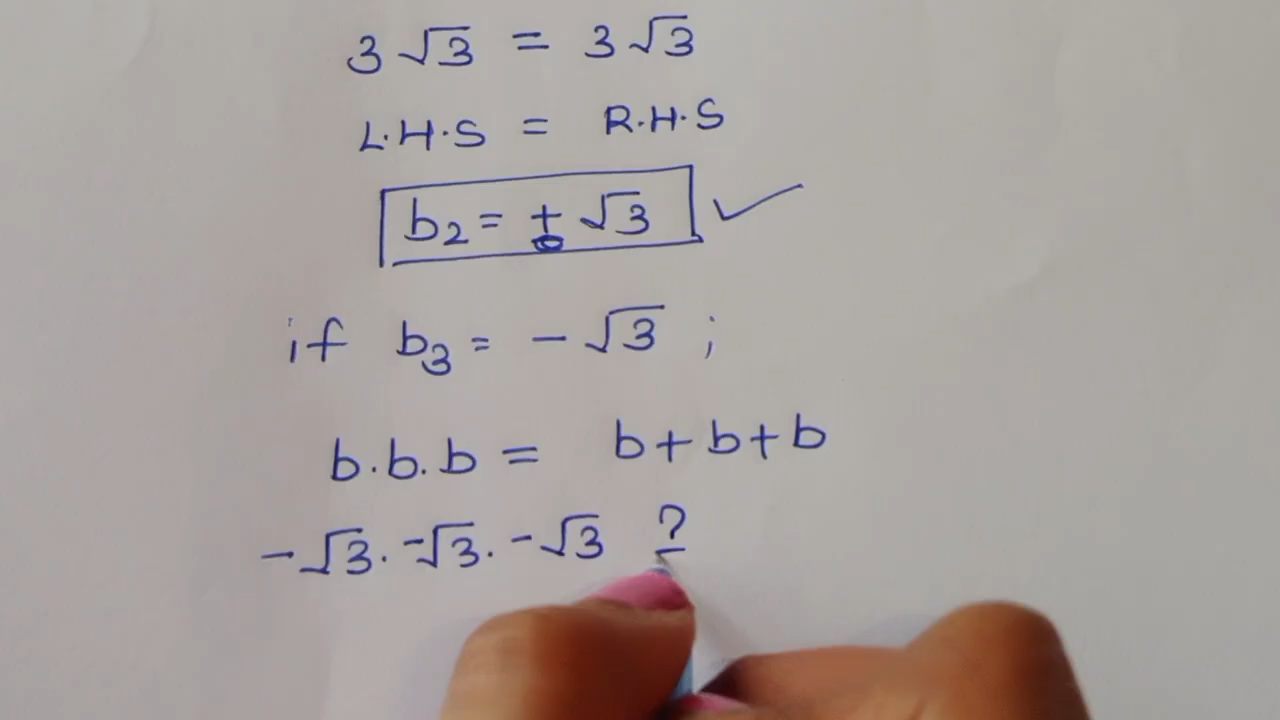 3√3 = 3√3
L.H.S = R.H.S
b₂ = + √3 ✓
if b₃ = - √3 ;
b.b.b = b+b+b
-√3. -√3. -√3 ?